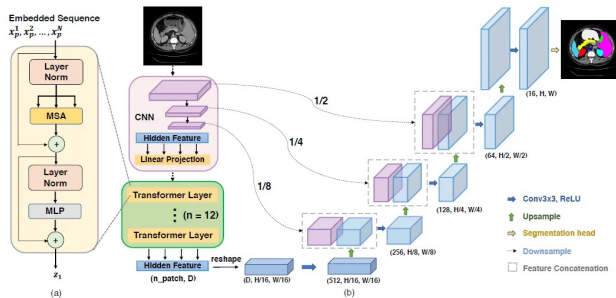 Embedded Sequence
x_p^1, x_p^2, ..., x_p^N
Layer
Norm
MSA
Layer
Norm
MLP
z_1
(a)
CNN
Hidden Feature
Linear Projection
Transformer Layer
(n = 12)
Transformer Layer
Hidden Feature
(n_patch, D)
reshape
(D, H/16, W/16)
(512, H/16, W/16)
(b)
1/2
1/4
1/8
(256, H/8, W/8)
(128, H/4, W/4)
(64, H/2, W/2)
(16, H, W)
Conv3x3, ReLU
Upsample
Segmentation head
Downsample
Feature Concatenation